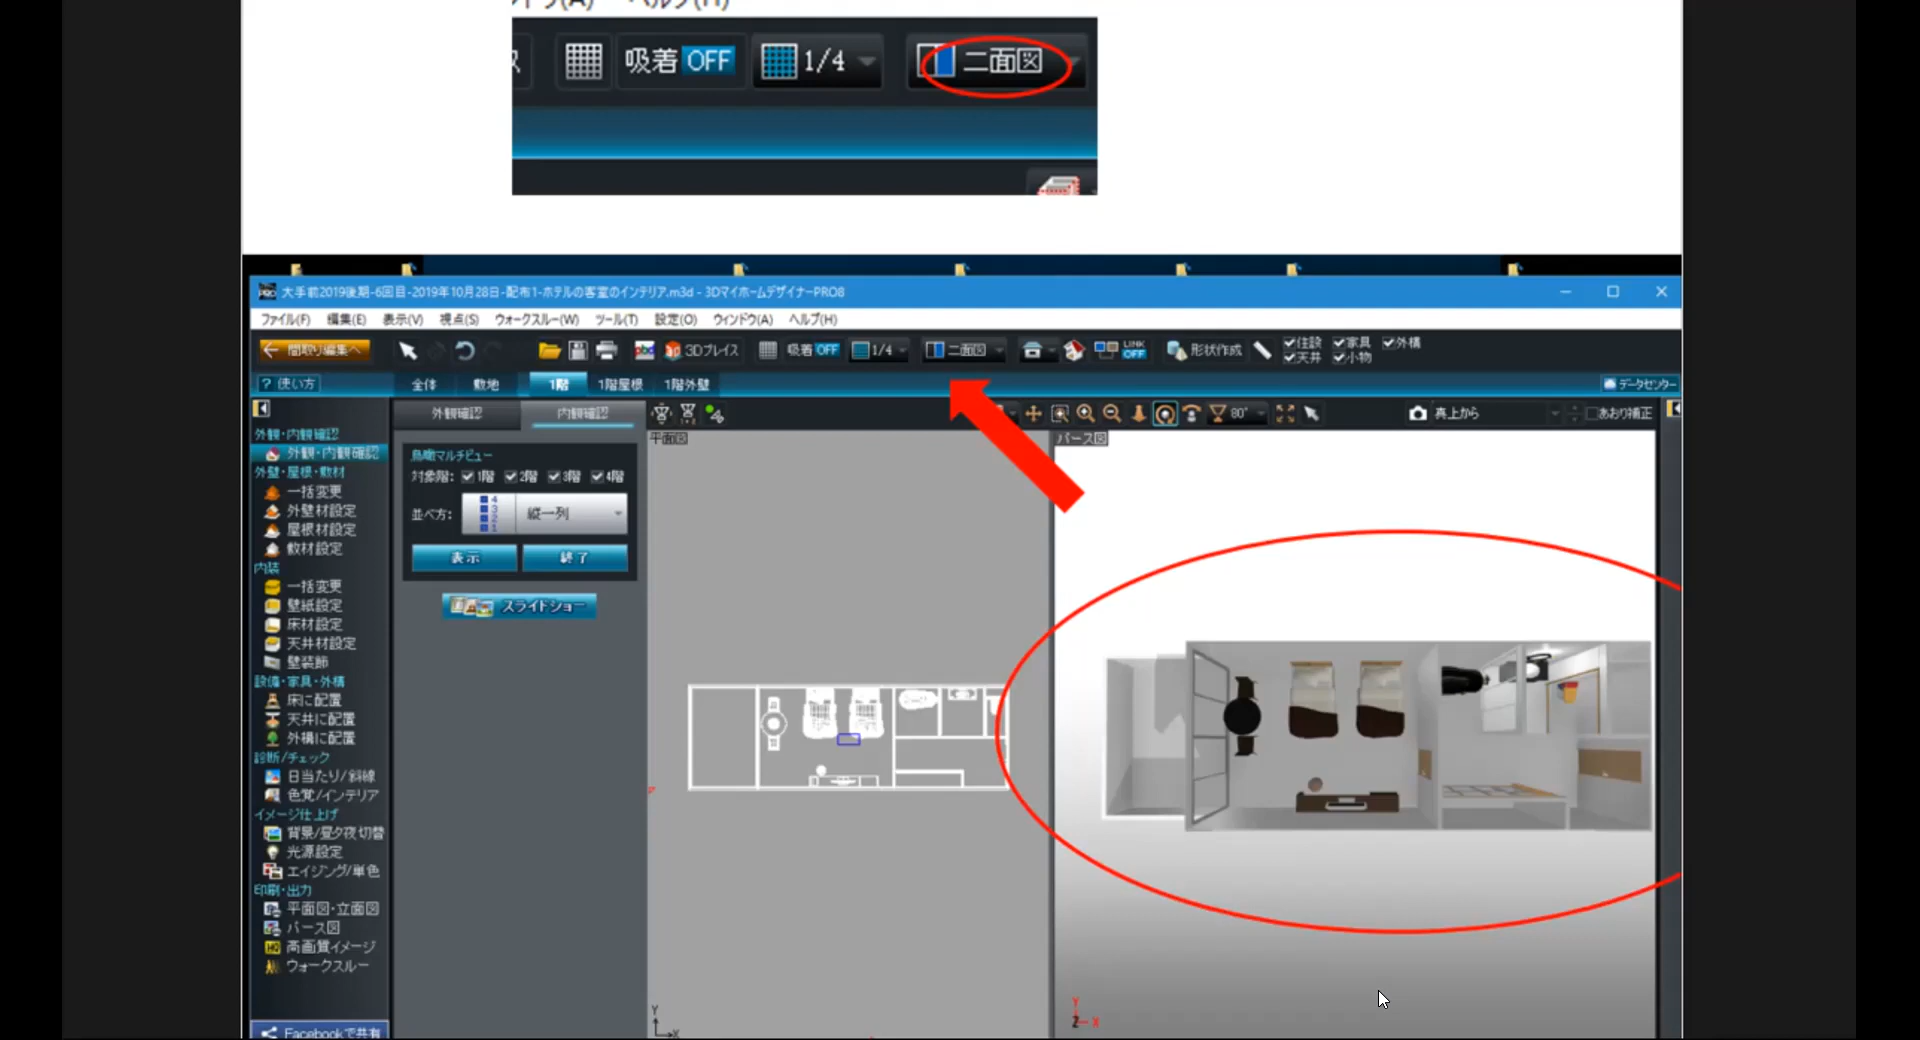 ヘルプ(H)
吸着 OFF
1/4
二面図
大手前2019後期-6回目-2019年10月28日-配布1-ホテルの客室のインテリア.m3d - 3DマイホームデザイナーPRO8
ファイル(F) 編集(E) 表示(V) 視点(S) ウォークスルー(W) ツール(T) 設定(O) ウィンドウ(A) ヘルプ(H)
間取り編集へ 3Dプレイス 吸着 OFF 1/4 二面図 LINK OFF 形状作成 住設 家具 外構
天井 小物
? 使い方 全体 敷地 1階 1階屋根 1階外壁 データセンター
外観確認 内観確認 80° 真上から あおり補正
平面図 パース図
外観・内観確認
外観・内観確認
外壁・屋根・敷材
一括変更
外壁材設定
屋根材設定
敷材設定
内装
一括変更
壁紙設定
床材設定
天井材設定
壁装飾
設備・家具・外構
床に配置
天井に配置
外構に配置
診断/チェック
日当たり/斜線
色覚/インテリア
イメージ仕上げ
背景/昼夕夜切替
光源設定
エイジング/単色
印刷・出力
平面図・立面図
パース図
高画質イメージ
ウォークスルー
Facebookで共有
鳥瞰マルチビュー
対象階: 1階 2階 3階 4階
並べ方: 4 3 2 1 縦一列
表示 終了
スライドショー
Y
X
Y
Z X